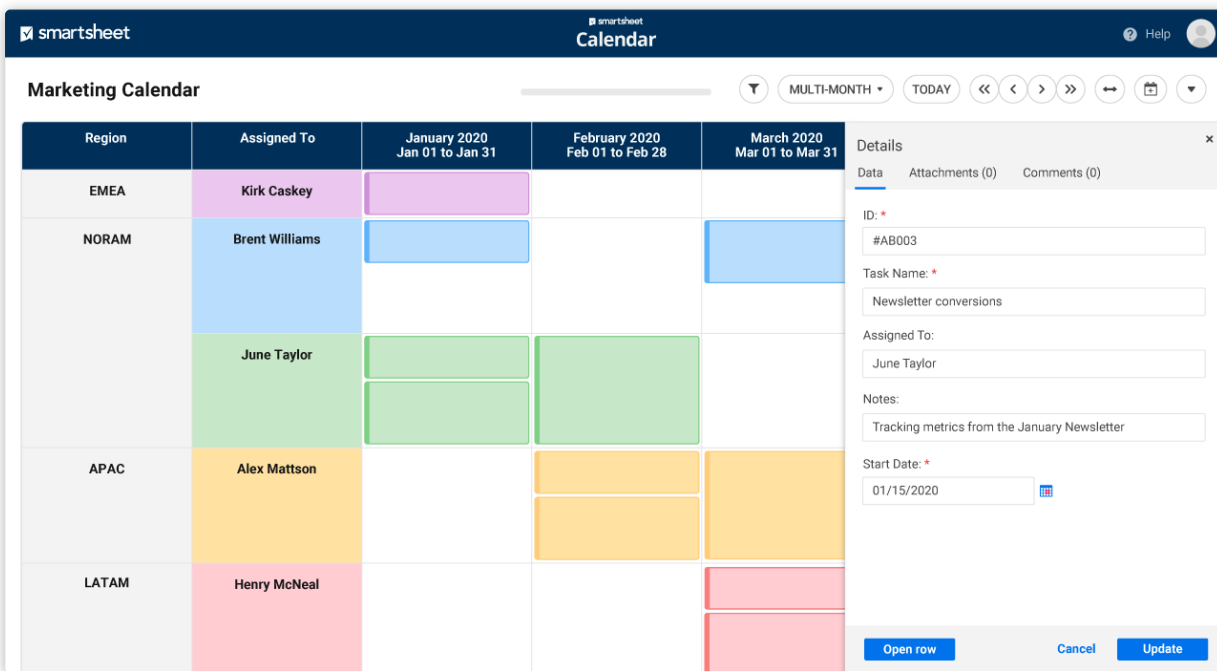 smartsheet
smartsheet
Calendar
Help
Marketing Calendar
MULTI-MONTH
TODAY
Region
Assigned To
January 2020
Jan 01 to Jan 31
February 2020
Feb 01 to Feb 28
March 2020
Mar 01 to Mar 31
EMEA
Kirk Caskey
NORAM
Brent Williams
June Taylor
APAC
Alex Mattson
LATAM
Henry McNeal
Details
Data Attachments (0) Comments (0)
ID: *
#AB003
Task Name: *
Newsletter conversions
Assigned To:
June Taylor
Notes:
Tracking metrics from the January Newsletter
Start Date: *
01/15/2020
Open row Cancel Update